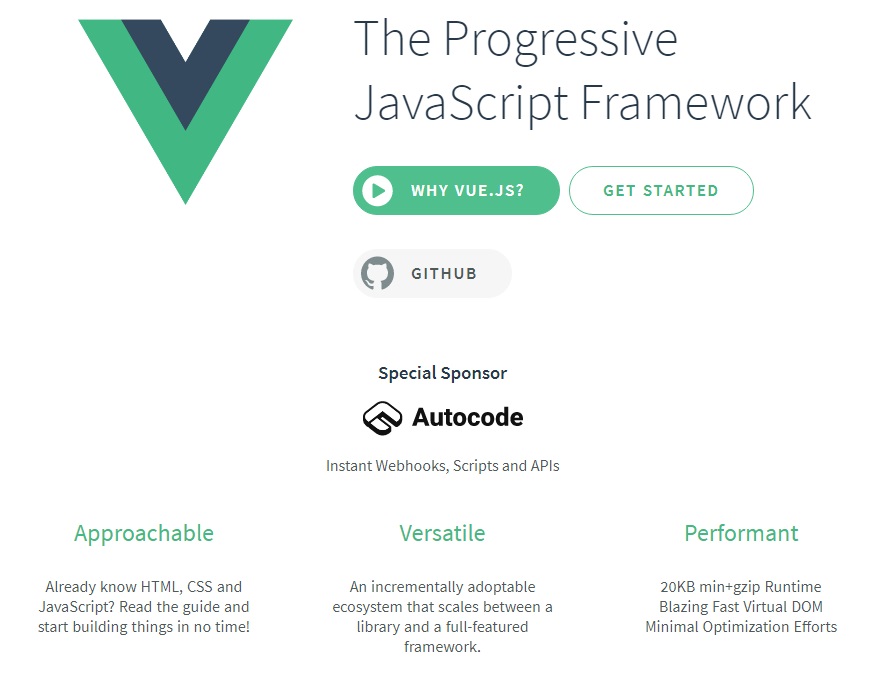 The Progressive
JavaScript Framework
WHY VUE.JS?
GET STARTED
GITHUB
Special Sponsor
Autocode
Instant Webhooks, Scripts and APIs
Approachable
Already know HTML, CSS and
JavaScript? Read the guide and
start building things in no time!
Versatile
An incrementally adoptable
ecosystem that scales between a
library and a full-featured
framework.
Performant
20KB min+gzip Runtime
Blazing Fast Virtual DOM
Minimal Optimization Efforts